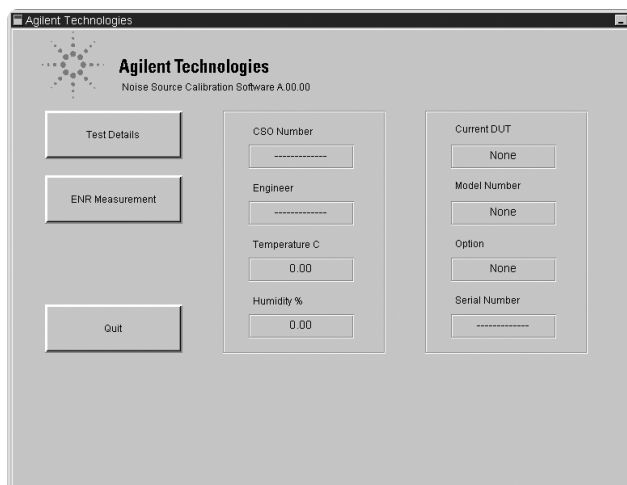 Agilent Technologies
Agilent Technologies
Noise Source Calibration Software A.00.00
Test Details
ENR Measurement
Quit
CSO Number
-------------
Engineer
-------------
Temperature C
0.00
Humidity %
0.00
Current DUT
None
Model Number
None
Option
None
Serial Number
-------------